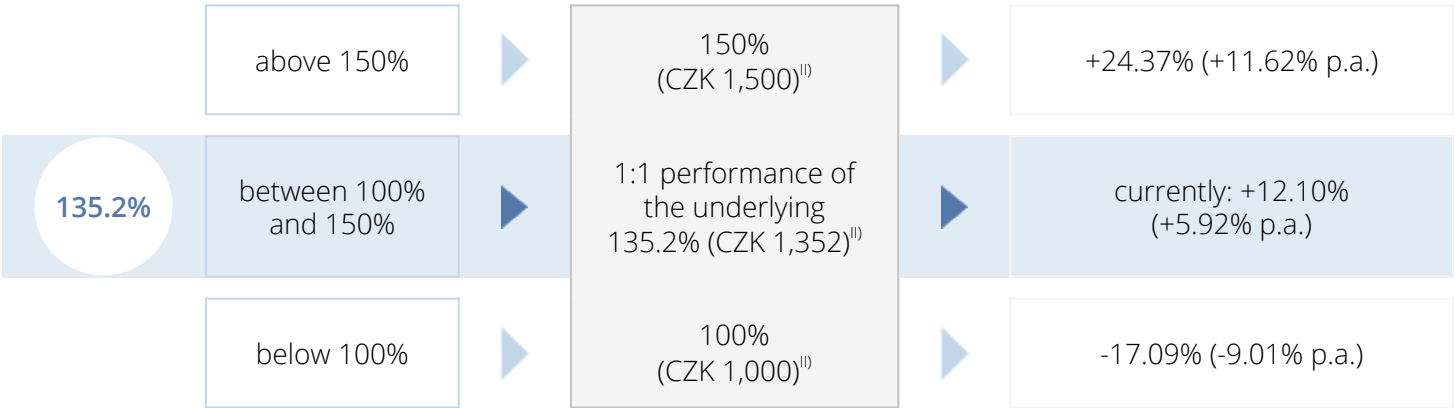 above 150%
150%
(CZK 1,500)II)
+24.37% (+11.62% p.a.)
135.2%
between 100%
and 150%
1:1 performance of
the underlying
135.2% (CZK 1,352)II)
currently: +12.10%
(+5.92% p.a.)
below 100%
100%
(CZK 1,000)II)
-17.09% (-9.01% p.a.)